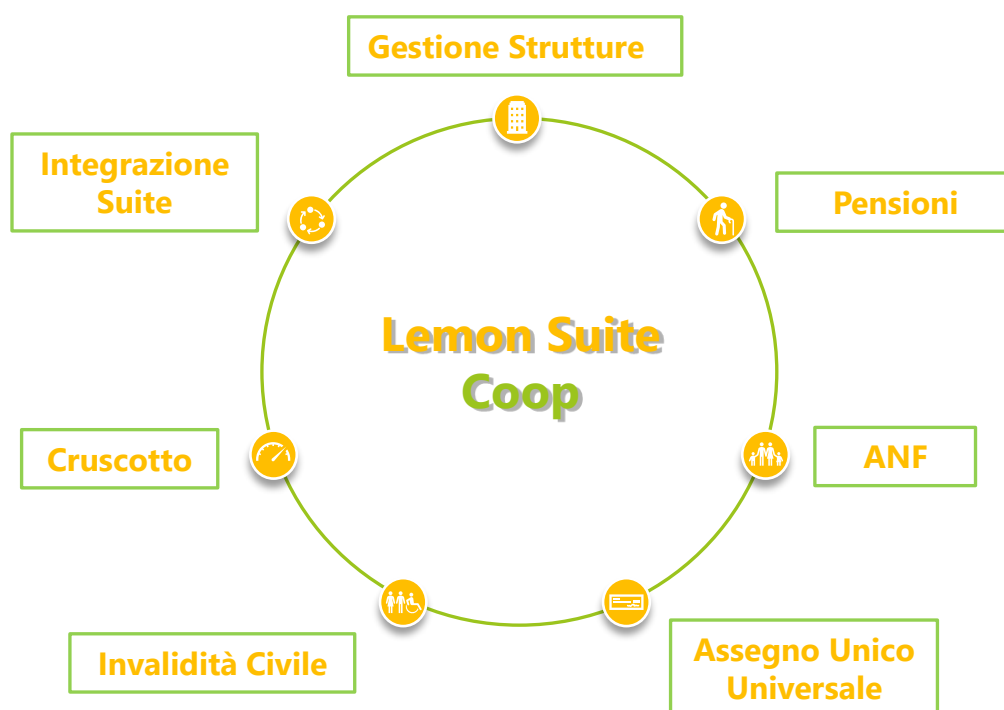 Gestione Strutture
Integrazione
Suite
Pensioni
Lemon Suite
Coop
Cruscotto
ANF
Invalidità Civile
Assegno Unico
Universale